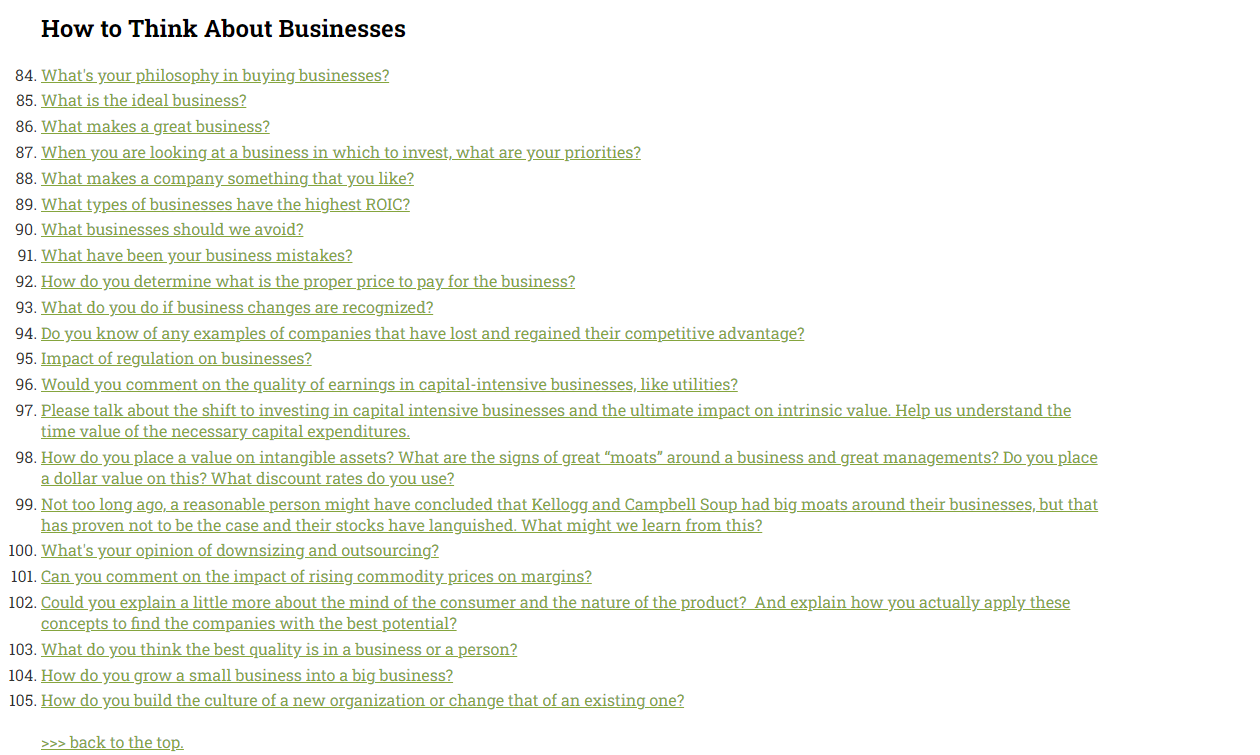 How to Think About Businesses
84. What's your philosophy in buying businesses?
85. What is the ideal business?
86. What makes a great business?
87. When you are looking at a business in which to invest, what are your priorities?
88. What makes a company something that you like?
89. What types of businesses have the highest ROIC?
90. What businesses should we avoid?
91. What have been your business mistakes?
92. How do you determine what is the proper price to pay for the business?
93. What do you do if business changes are recognized?
94. Do you know of any examples of companies that have lost and regained their competitive advantage?
95. Impact of regulation on businesses?
96. Would you comment on the quality of earnings in capital-intensive businesses, like utilities?
97. Please talk about the shift to investing in capital intensive businesses and the ultimate impact on intrinsic value. Help us understand the
time value of the necessary capital expenditures.
98. How do you place a value on intangible assets? What are the signs of great “moats” around a business and great managements? Do you place
a dollar value on this? What discount rates do you use?
99. Not too long ago, a reasonable person might have concluded that Kellogg and Campbell Soup had big moats around their businesses, but that
has proven not to be the case and their stocks have languished. What might we learn from this?
100. What's your opinion of downsizing and outsourcing?
101. Can you comment on the impact of rising commodity prices on margins?
102. Could you explain a little more about the mind of the consumer and the nature of the product?  And explain how you actually apply these
concepts to find the companies with the best potential?
103. What do you think the best quality is in a business or a person?
104. How do you grow a small business into a big business?
105. How do you build the culture of a new organization or change that of an existing one?
>>> back to the top.